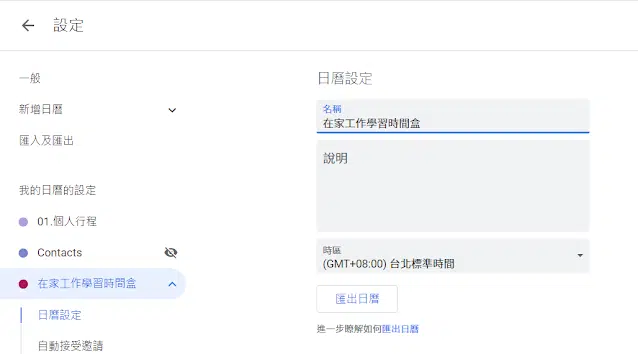 設定
一般
新增日曆
匯入及匯出
我的日曆的設定
01.個人行程
Contacts
在家工作學習時間盒
日曆設定
自動接受邀請
日曆設定
名稱
在家工作學習時間盒
說明
時區
(GMT+08:00) 台北標準時間
匯出日曆
進一步瞭解如何匯出日曆